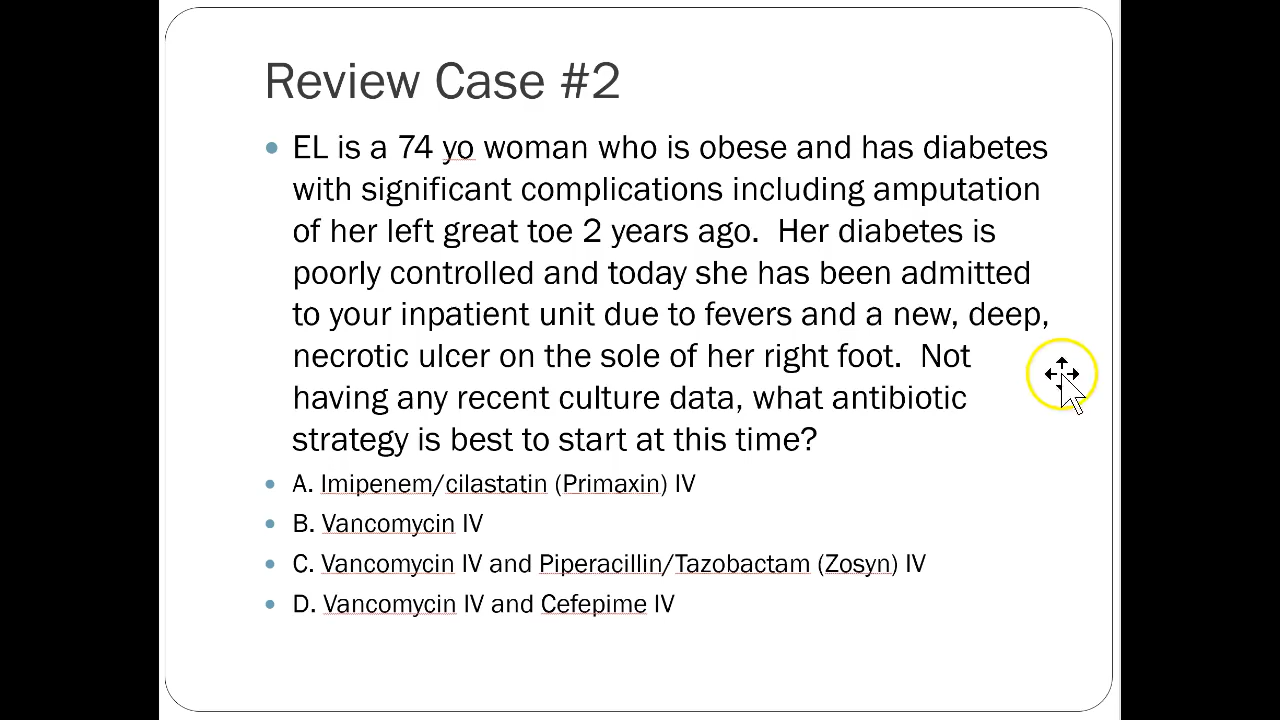 Review Case #2
EL is a 74 yo woman who is obese and has diabetes
with significant complications including amputation
of her left great toe 2 years ago.  Her diabetes is
poorly controlled and today she has been admitted
to your inpatient unit due to fevers and a new, deep,
necrotic ulcer on the sole of her right foot.  Not
having any recent culture data, what antibiotic
strategy is best to start at this time?
A. Imipenem/cilastatin (Primaxin) IV
B. Vancomycin IV
C. Vancomycin IV and Piperacillin/Tazobactam (Zosyn) IV
D. Vancomycin IV and Cefepime IV